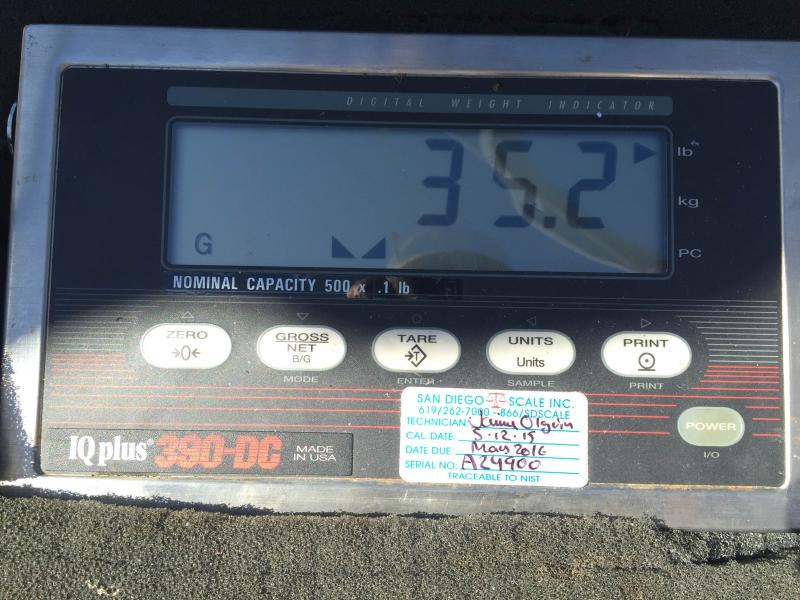 DIGITAL WEIGHT INDICATOR
35.2
lb
kg
G
PC
NOMINAL CAPACITY 500 x .1 lb
ZERO
→0←
GROSS
NET
B/G
MODE
TARE
T
ENTER
UNITS
Units
SAMPLE
PRINT
PRINT
POWER
I/O
IQ plus® 390-DC
MADE
IN USA
SAN DIEGO SCALE INC.
619/262-7000 - 866/SDSCALE
TECHNICIAN: Olguin
CAL DATE: 5.12.15
DATE DUE: May 2016
SERIAL NO: A24900
TRACEABLE TO NIST